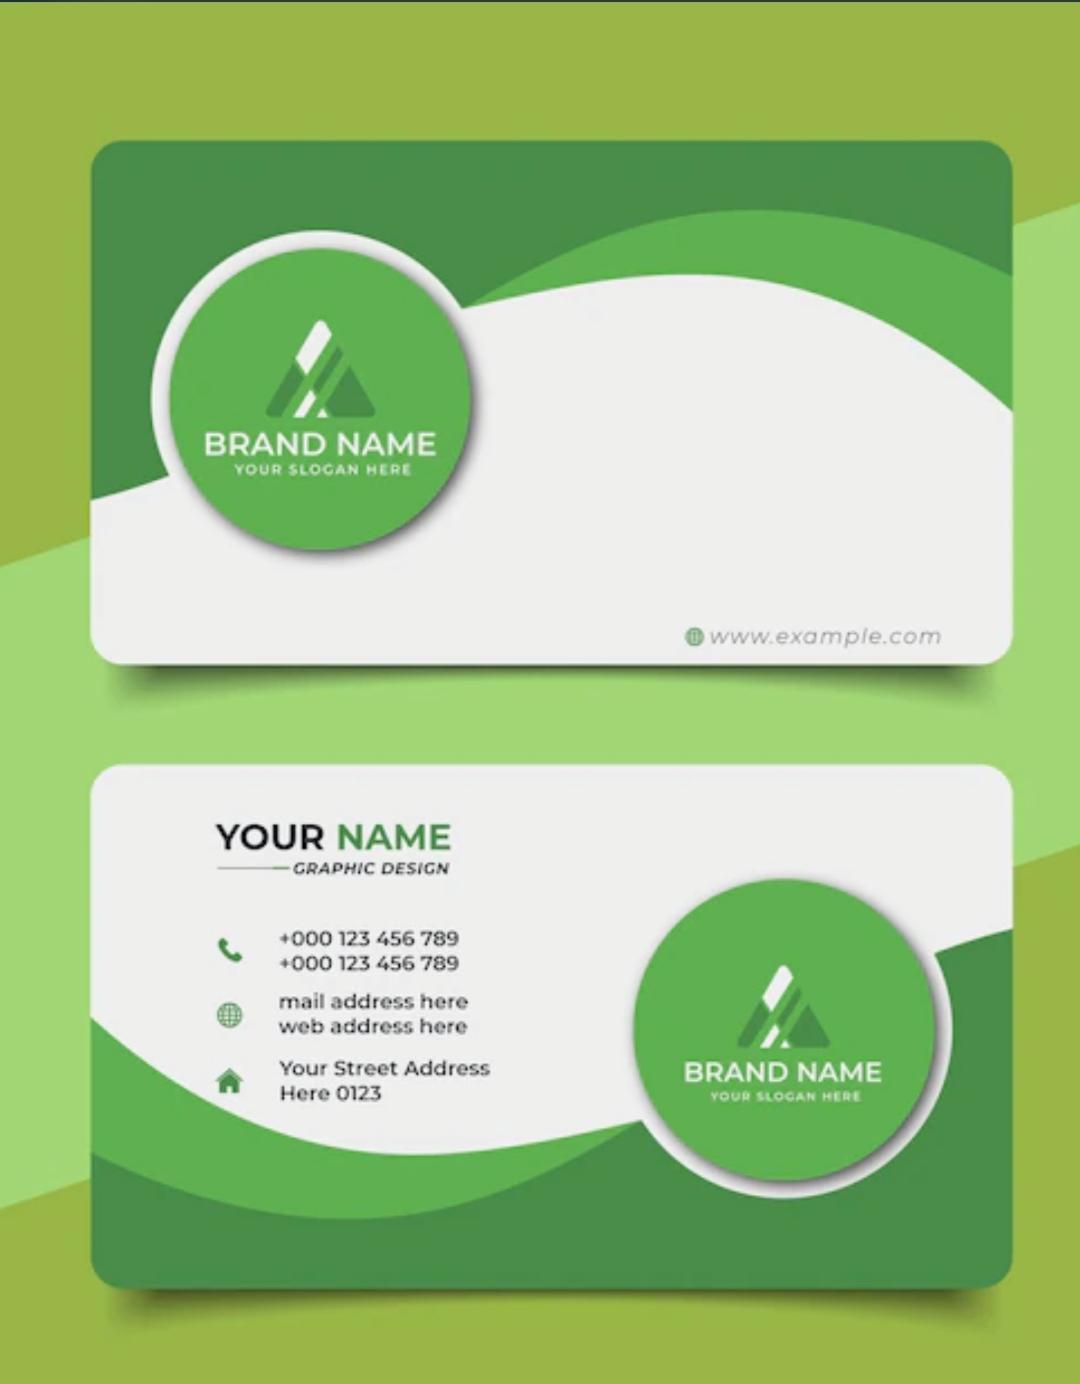 BRAND NAME
YOUR SLOGAN HERE
www.example.com
YOUR NAME
GRAPHIC DESIGN
+000 123 456 789
+000 123 456 789
mail address here
web address here
Your Street Address
Here 0123
BRAND NAME
YOUR SLOGAN HERE